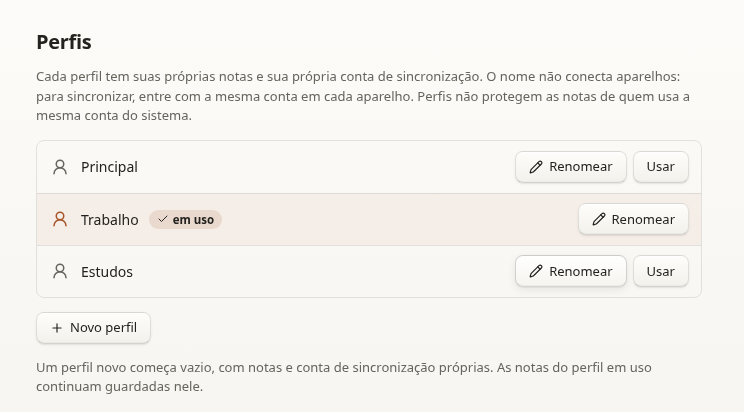 Perfis
Cada perfil tem suas próprias notas e sua própria conta de sincronização. O nome não conecta aparelhos:
para sincronizar, entre com a mesma conta em cada aparelho. Perfis não protegem as notas de quem usa a
mesma conta do sistema.
Principal
Renomear
Usar
Trabalho
em uso
Renomear
Estudos
Renomear
Usar
Novo perfil
Um perfil novo começa vazio, com notas e conta de sincronização próprias. As notas do perfil em uso
continuam guardadas nele.